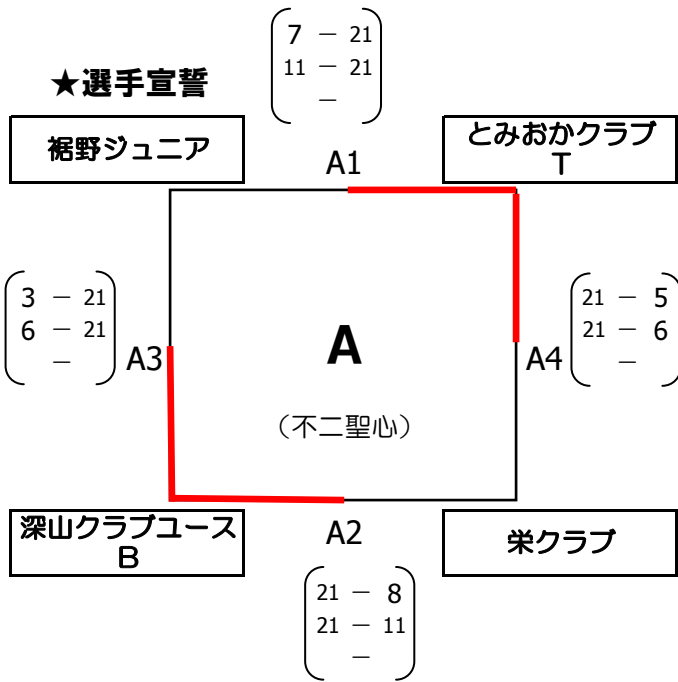 7 － 21
11 － 21
－
★選手宣誓
裾野ジュニア
とみおかクラブ
T
A1
3 － 21
6 － 21
－
A3
A
A4
21 － 5
21 － 6
－
（不二聖心）
深山クラブユース
B
A2
栄クラブ
21 － 8
21 － 11
－